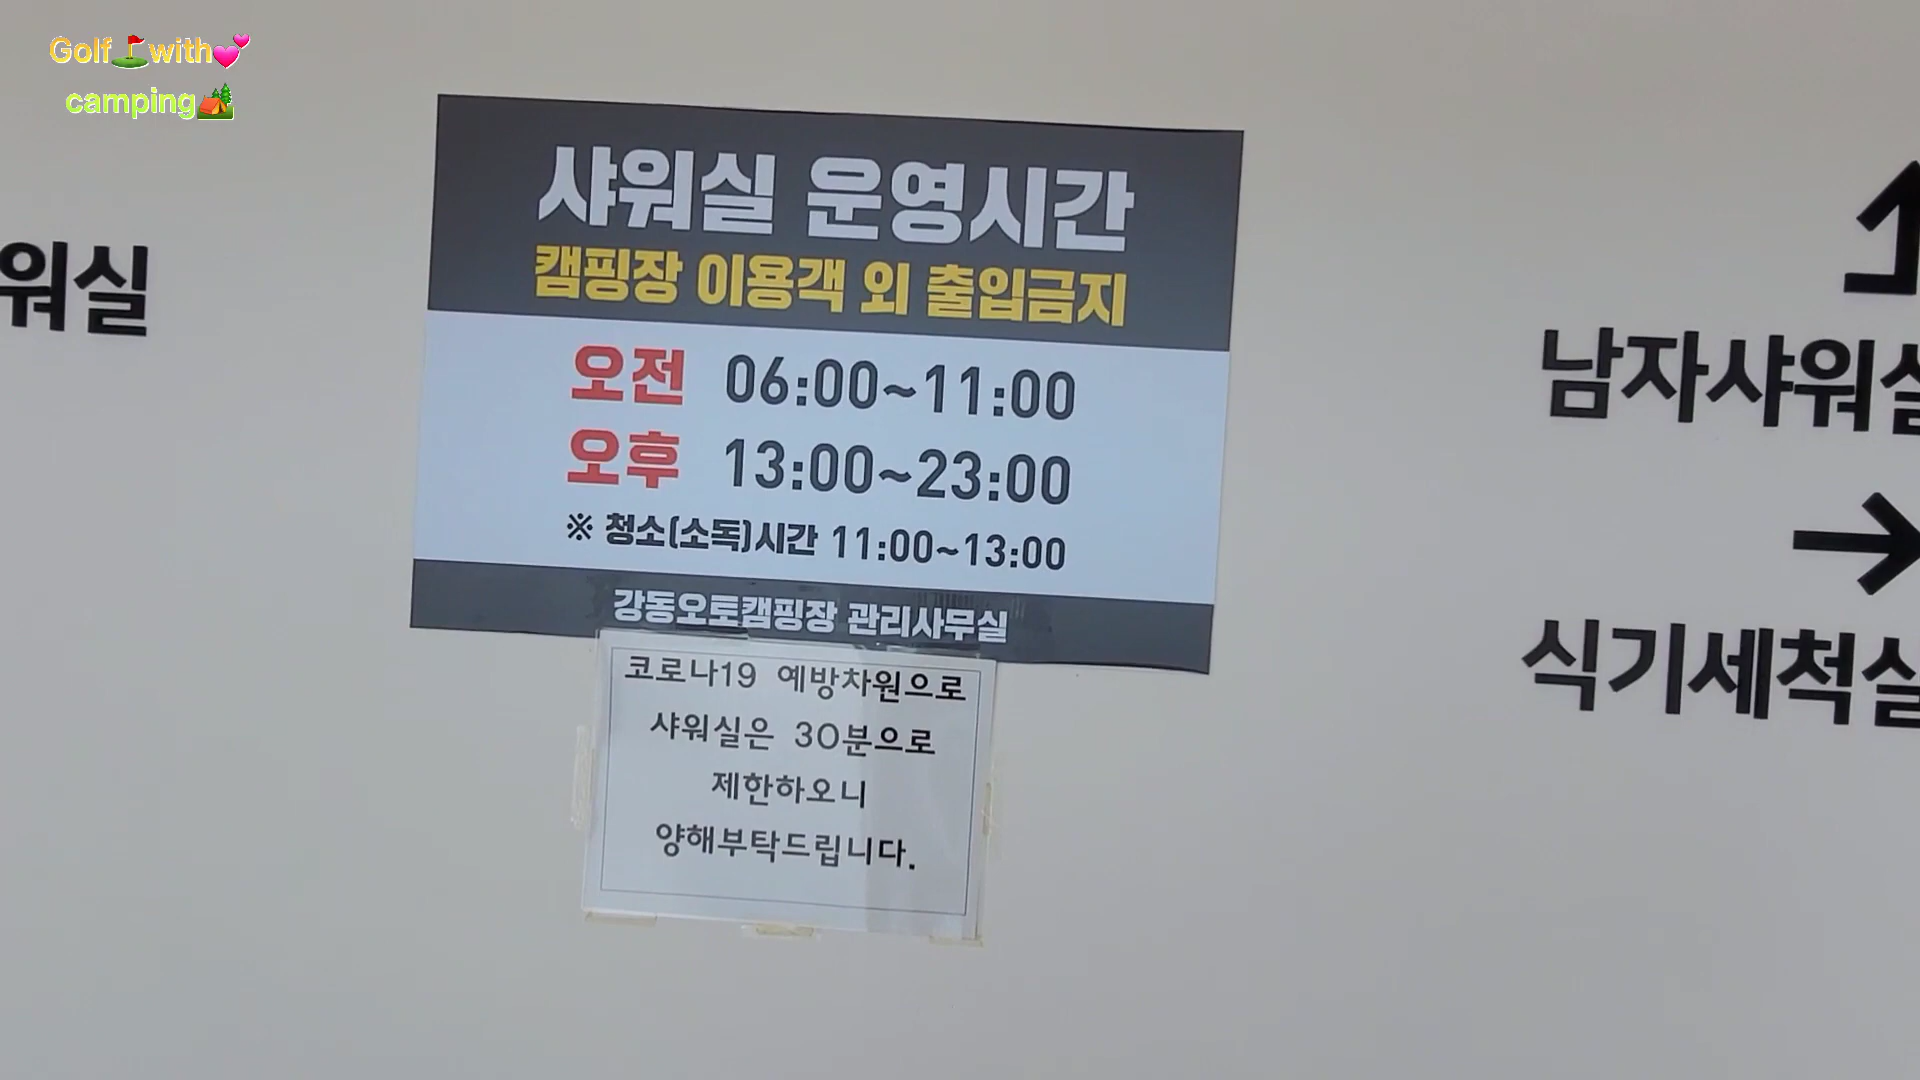 Golf⛳with💕
camping🏕
워실
샤워실 운영시간
캠핑장 이용객 외 출입금지
오전 06:00~11:00
오후 13:00~23:00
※ 청소(소독)시간 11:00~13:00
강동오토캠핑장 관리사무실
코로나19 예방차원으로
샤워실은 30분으로
제한하오니
양해부탁드립니다.
↰
남자샤워실
→
식기세척실